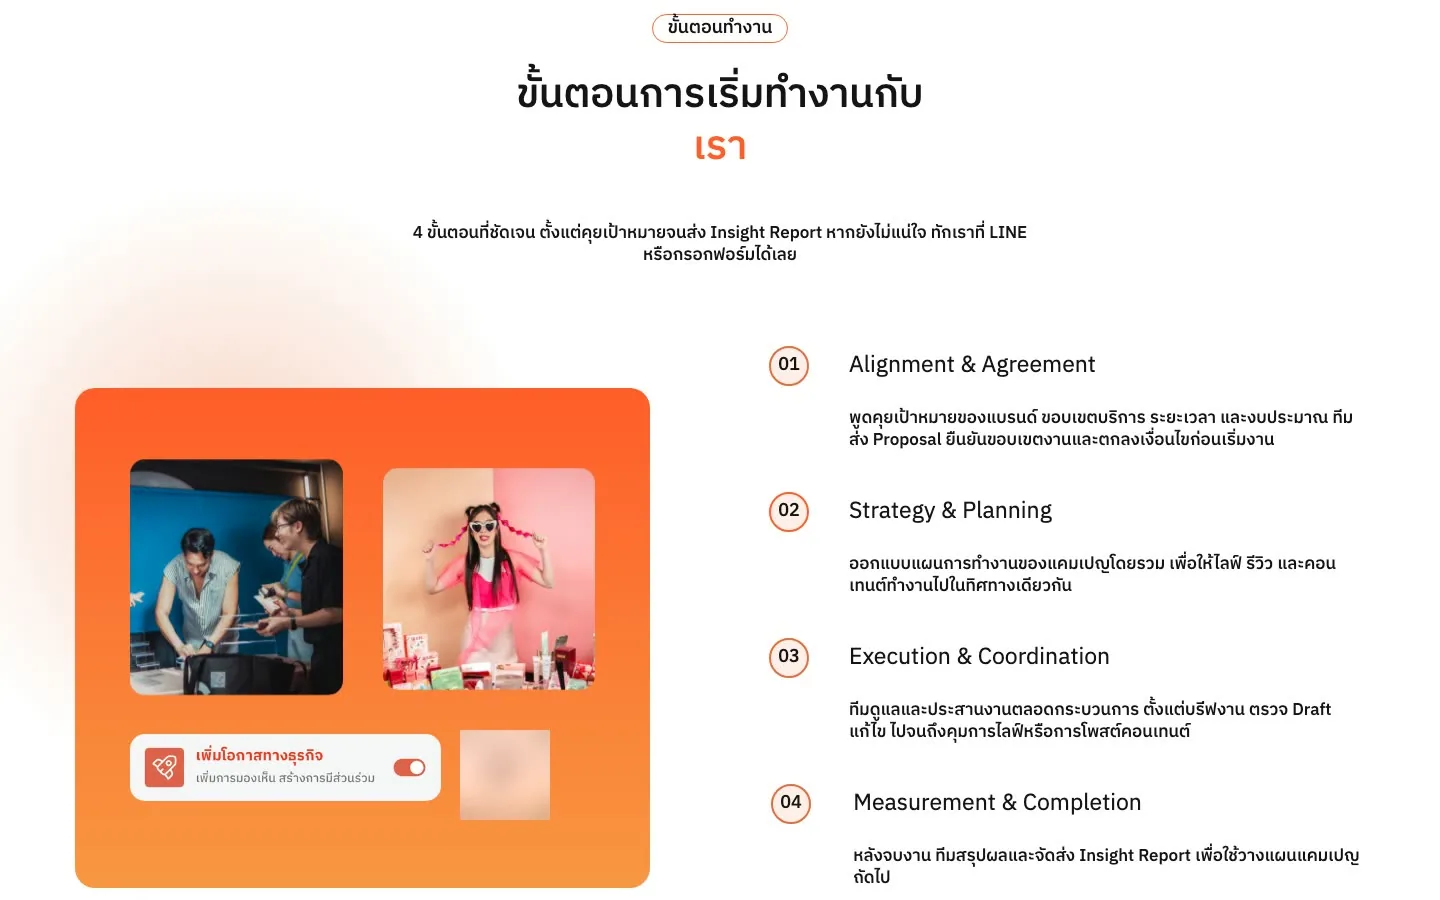 ขั้นตอนทำงาน
ขั้นตอนการเริ่มทำงานกับ
เรา
4 ขั้นตอนที่ชัดเจน ตั้งแต่คุยเป้าหมายจนส่ง Insight Report หากยังไม่แน่ใจ ทักเราที่ LINE
หรือกรอกฟอร์มได้เลย
01
Alignment & Agreement
พูดคุยเป้าหมายของแบรนด์ ขอบเขตบริการ ระยะเวลา และงบประมาณ ทีม
ส่ง Proposal ยืนยันขอบเขตงานและตกลงเงื่อนไขก่อนเริ่มงาน
02
Strategy & Planning
ออกแบบแผนการทำงานของแคมเปญโดยรวม เพื่อให้ไลฟ์ รีวิว และคอน
เทนต์ทำงานไปในทิศทางเดียวกัน
03
Execution & Coordination
ทีมดูแลและประสานงานตลอดกระบวนการ ตั้งแต่บรีฟงาน ตรวจ Draft
แก้ไข ไปจนถึงคุมการไลฟ์หรือการโพสต์คอนเทนต์
04
Measurement & Completion
หลังจบงาน ทีมสรุปผลและจัดส่ง Insight Report เพื่อใช้วางแผนแคมเปญ
ถัดไป
เพิ่มโอกาสทางธุรกิจ
เพิ่มการมองเห็น สร้างการมีส่วนร่วม